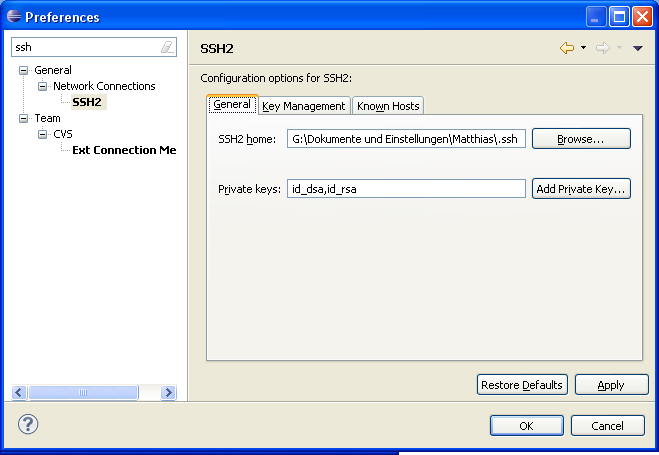 Preferences
ssh
General
Network Connections
SSH2
Team
CVS
Ext Connection Me
SSH2
Configuration options for SSH2:
General Key Management Known Hosts
SSH2 home: G:\Dokumente und Einstellungen\Matthias\.ssh Browse...
Private keys: id_dsa,id_rsa Add Private Key...
Restore Defaults Apply
? OK Cancel